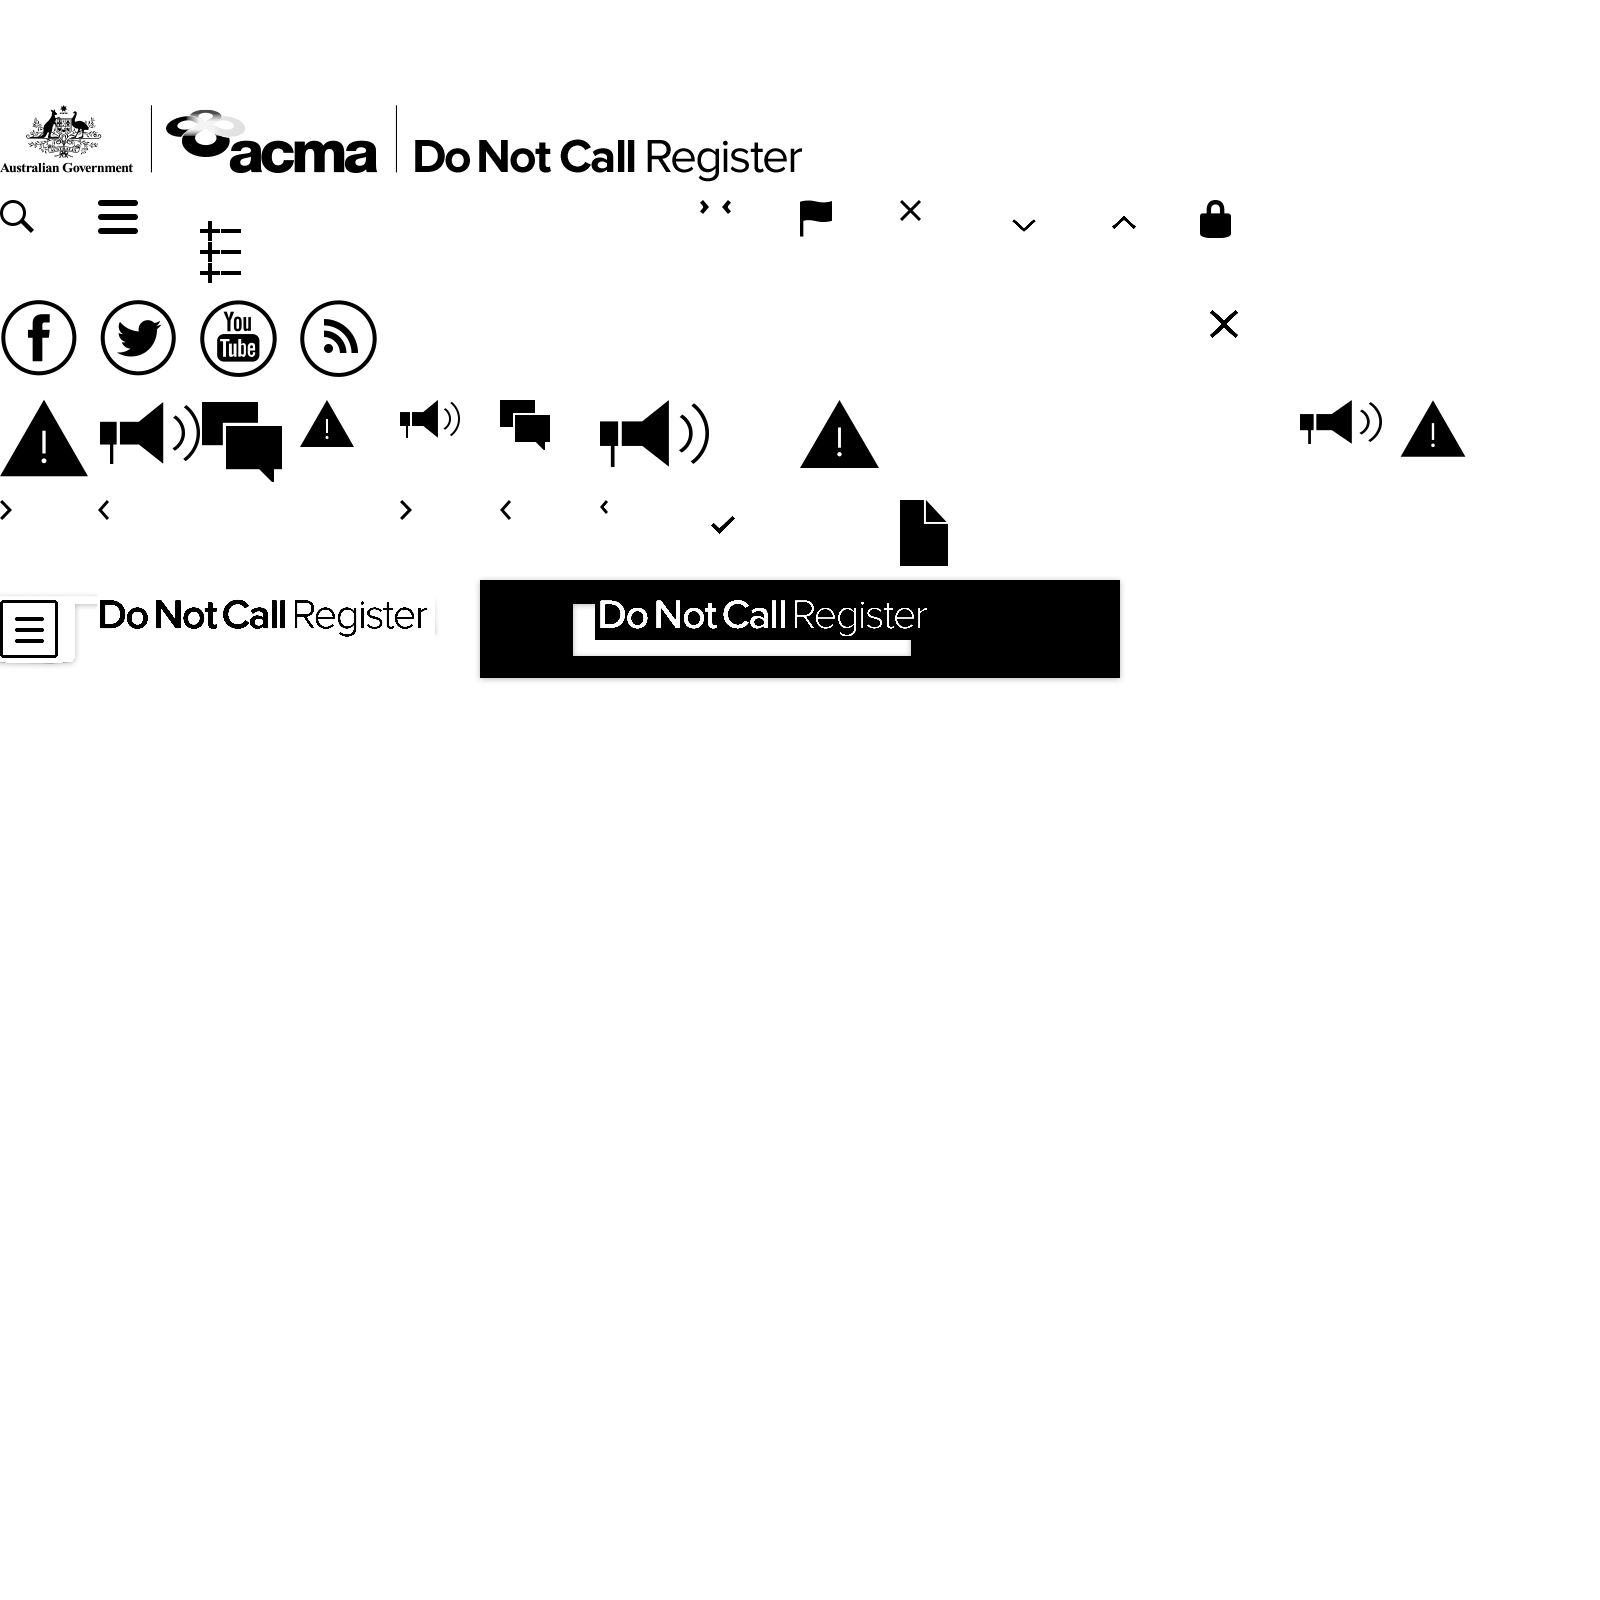 Australian Government
acma
Do Not Call Register
You
Tube
Do Not Call Register
Do Not Call Register